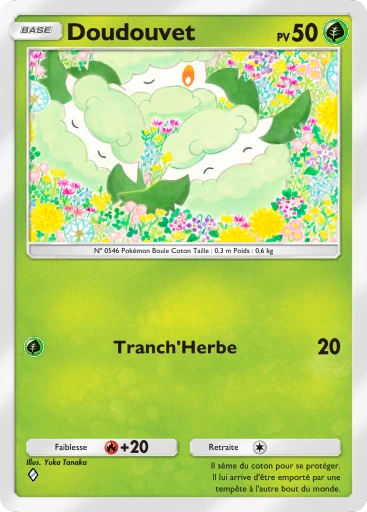 BASE Doudouvet PV 50
N° 0546 Pokémon Boule Coton Taille : 0,3 m Poids : 0,6 kg
Tranch'Herbe 20
Faiblesse +20 Retraite
Illus. Yuka Tanaka
Il sème du coton pour se protéger.
Il lui arrive d'être emporté par une
tempête à l'autre bout du monde.